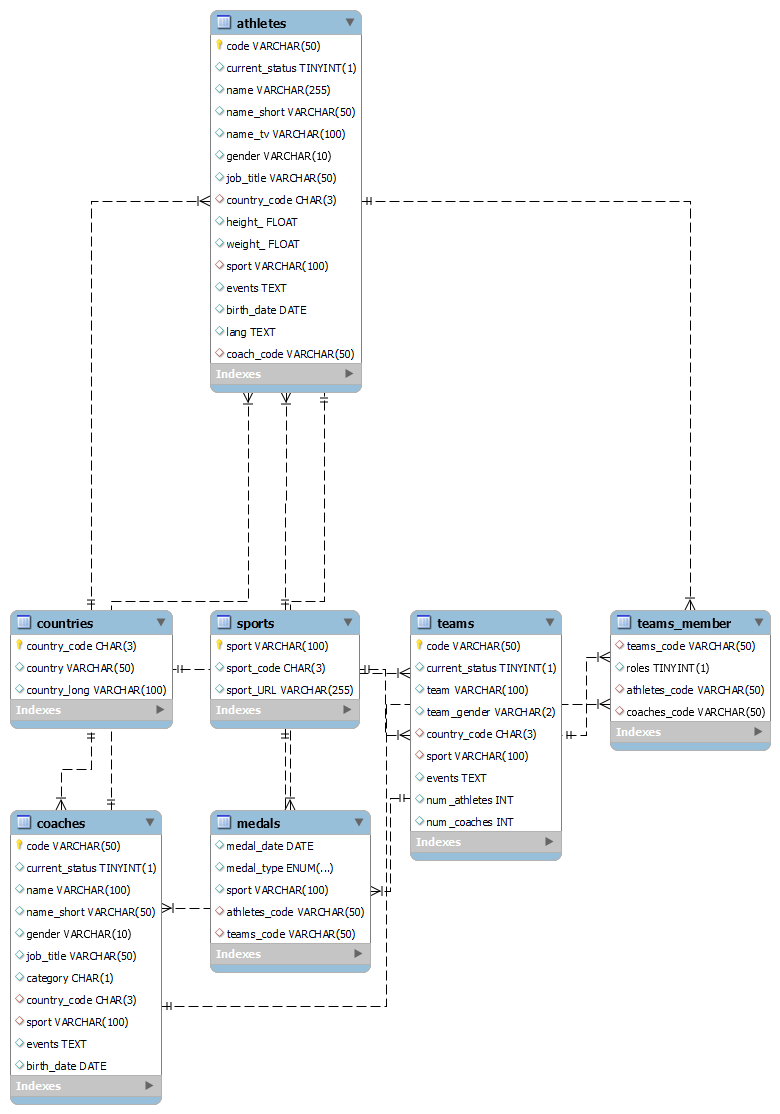 athletes
code VARCHAR(50)
current_status TINYINT(1)
name VARCHAR(255)
name_short VARCHAR(50)
name_tv VARCHAR(100)
gender VARCHAR(10)
job_title VARCHAR(50)
country_code CHAR(3)
height_ FLOAT
weight_ FLOAT
sport VARCHAR(100)
events TEXT
birth_date DATE
lang TEXT
coach_code VARCHAR(50)
Indexes
countries
country_code CHAR(3)
country VARCHAR(50)
country_long VARCHAR(100)
Indexes
sports
sport VARCHAR(100)
sport_code CHAR(3)
sport_URL VARCHAR(255)
Indexes
teams
code VARCHAR(50)
current_status TINYINT(1)
team VARCHAR(100)
team_gender VARCHAR(2)
country_code CHAR(3)
sport VARCHAR(100)
events TEXT
num_athletes INT
num_coaches INT
Indexes
teams_member
teams_code VARCHAR(50)
roles TINYINT(1)
athletes_code VARCHAR(50)
coaches_code VARCHAR(50)
Indexes
coaches
code VARCHAR(50)
current_status TINYINT(1)
name VARCHAR(100)
name_short VARCHAR(50)
gender VARCHAR(10)
job_title VARCHAR(50)
category CHAR(1)
country_code CHAR(3)
sport VARCHAR(100)
events TEXT
birth_date DATE
Indexes
medals
medal_date DATE
medal_type ENUM(...)
sport VARCHAR(100)
athletes_code VARCHAR(50)
teams_code VARCHAR(50)
Indexes